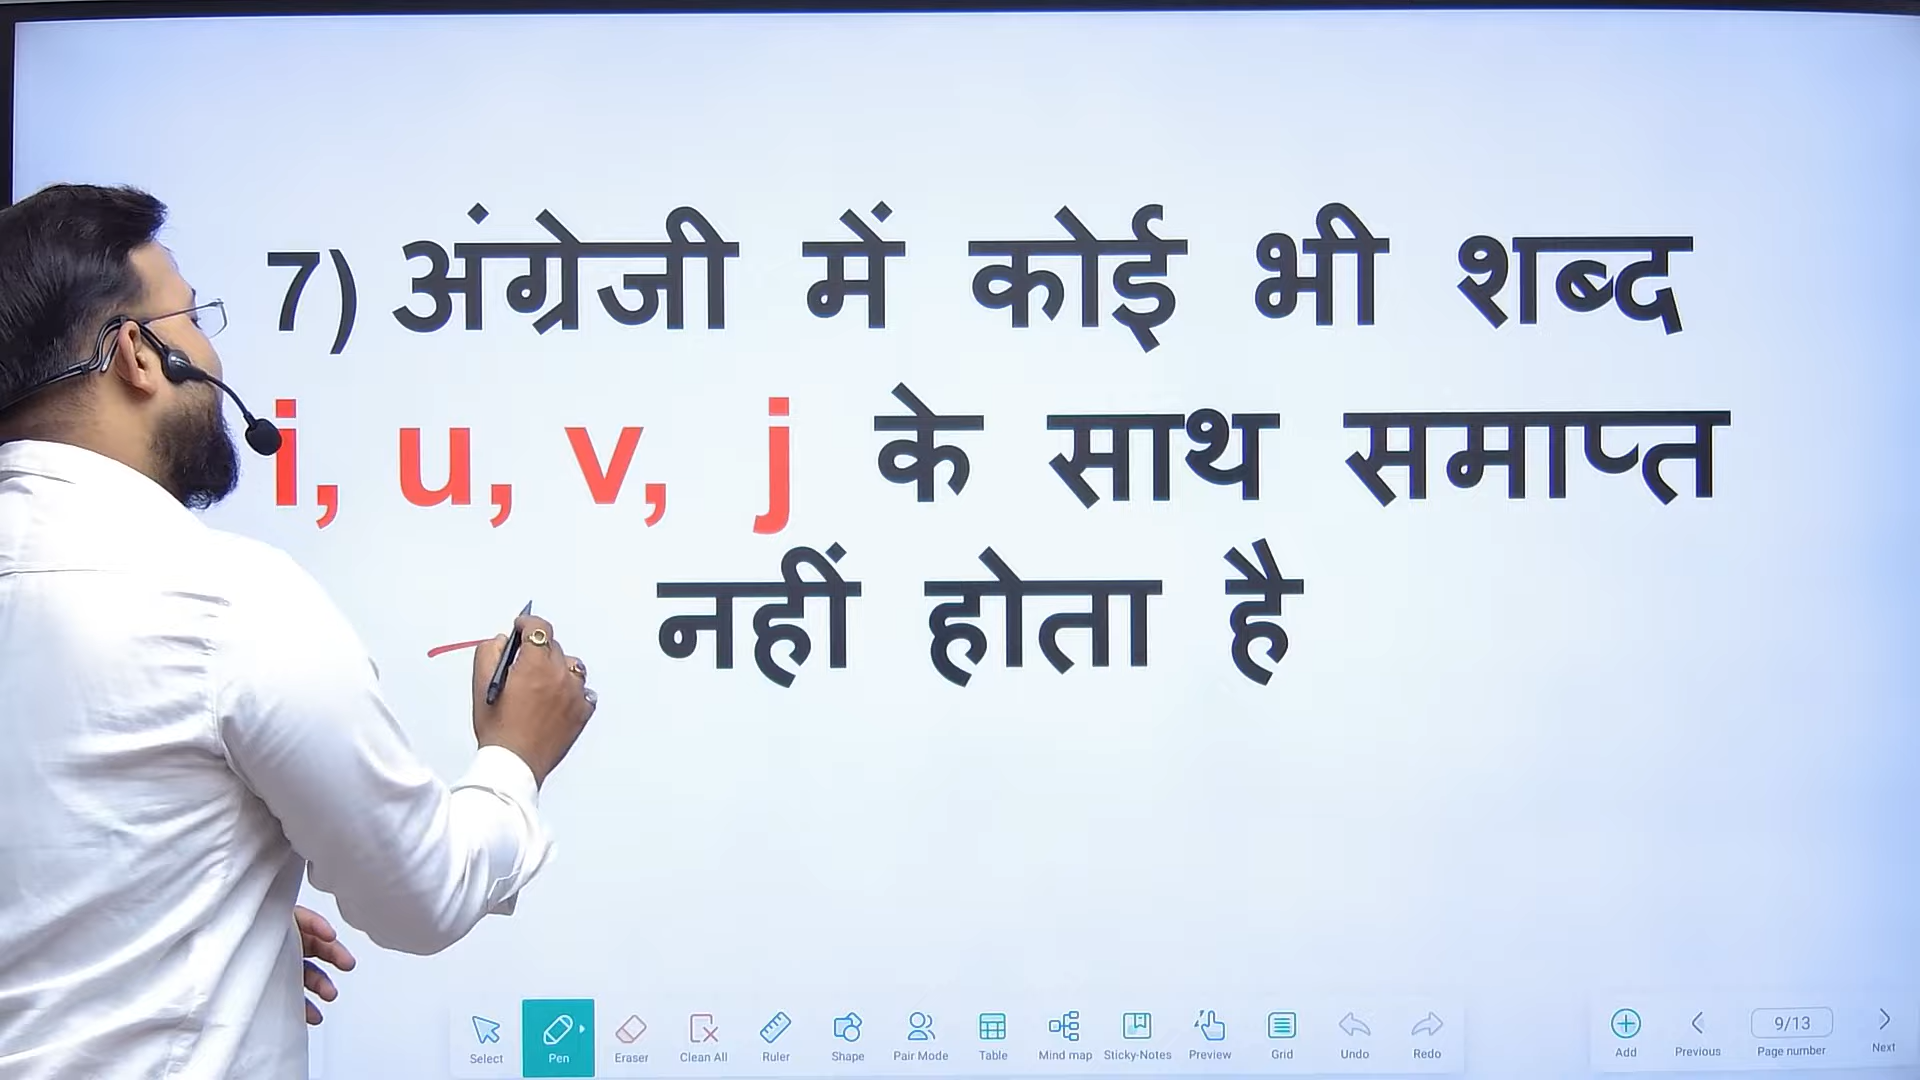 7) अंग्रेजी में कोई भी शब्द
i, u, v, j के साथ समाप्त
नहीं होता है
Select Pen Eraser Clean All Ruler Shape Pair Mode Table Mind map Sticky-Notes Preview Grid Undo Redo Add Previous 9/13 Page number Next